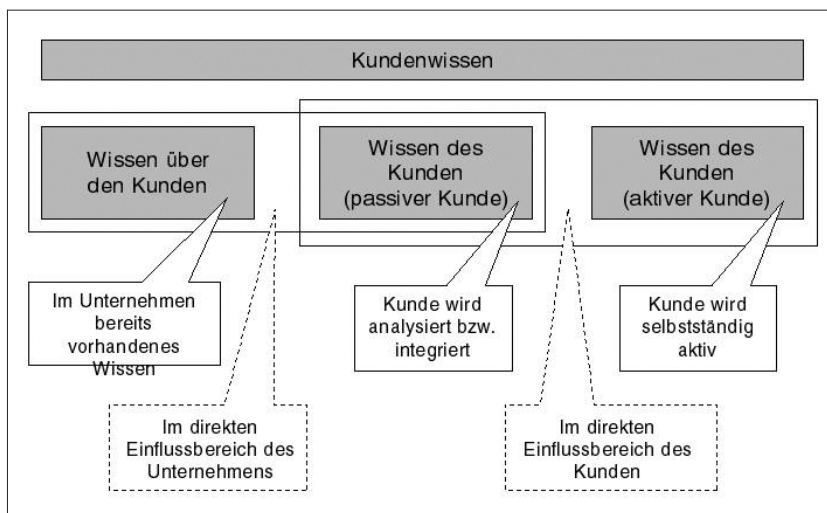 Kundenwissen
Wissen über
den Kunden
Wissen des
Kunden
(passiver Kunde)
Wissen des
Kunden
(aktiver Kunde)
Im Unternehmen
bereits
vorhandenes
Wissen
Kunde wird
analysiert bzw.
integriert
Kunde wird
selbstständig
aktiv
Im direkten
Einflussbereich des
Unternehmens
Im direkten
Einflussbereich des
Kunden